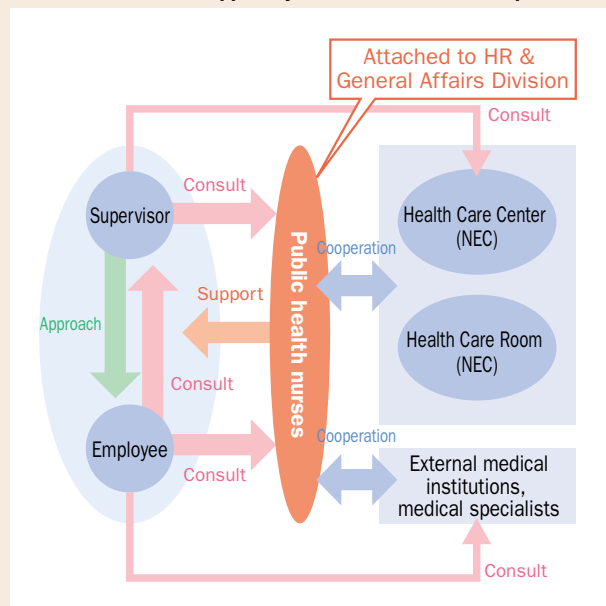 Attached to HR &
General Affairs Division
Consult
Supervisor
Consult
Health Care Center
(NEC)
Public health nurses
Cooperation
Support
Approach
Health Care Room
(NEC)
Consult
Employee
Cooperation
Consult
External medical
institutions,
medical specialists
Consult